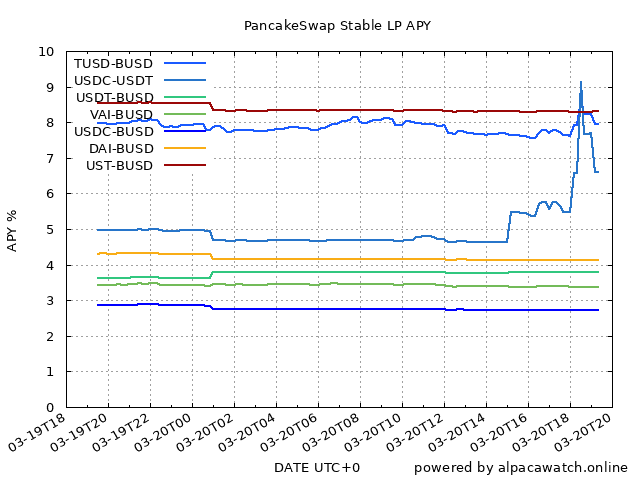 PancakeSwap Stable LP APY
10
9
8
7
6
5
4
3
2
1
0
APY %
TUSD-BUSD
USDC-USDT
USDT-BUSD
VAI-BUSD
USDC-BUSD
DAI-BUSD
UST-BUSD
03-19T18
03-19T20
03-19T22
03-20T00
03-20T02
03-20T04
03-20T06
03-20T08
03-20T10
03-20T12
03-20T14
03-20T16
03-20T18
03-20T20
DATE UTC+0
powered by alpacawatch.online